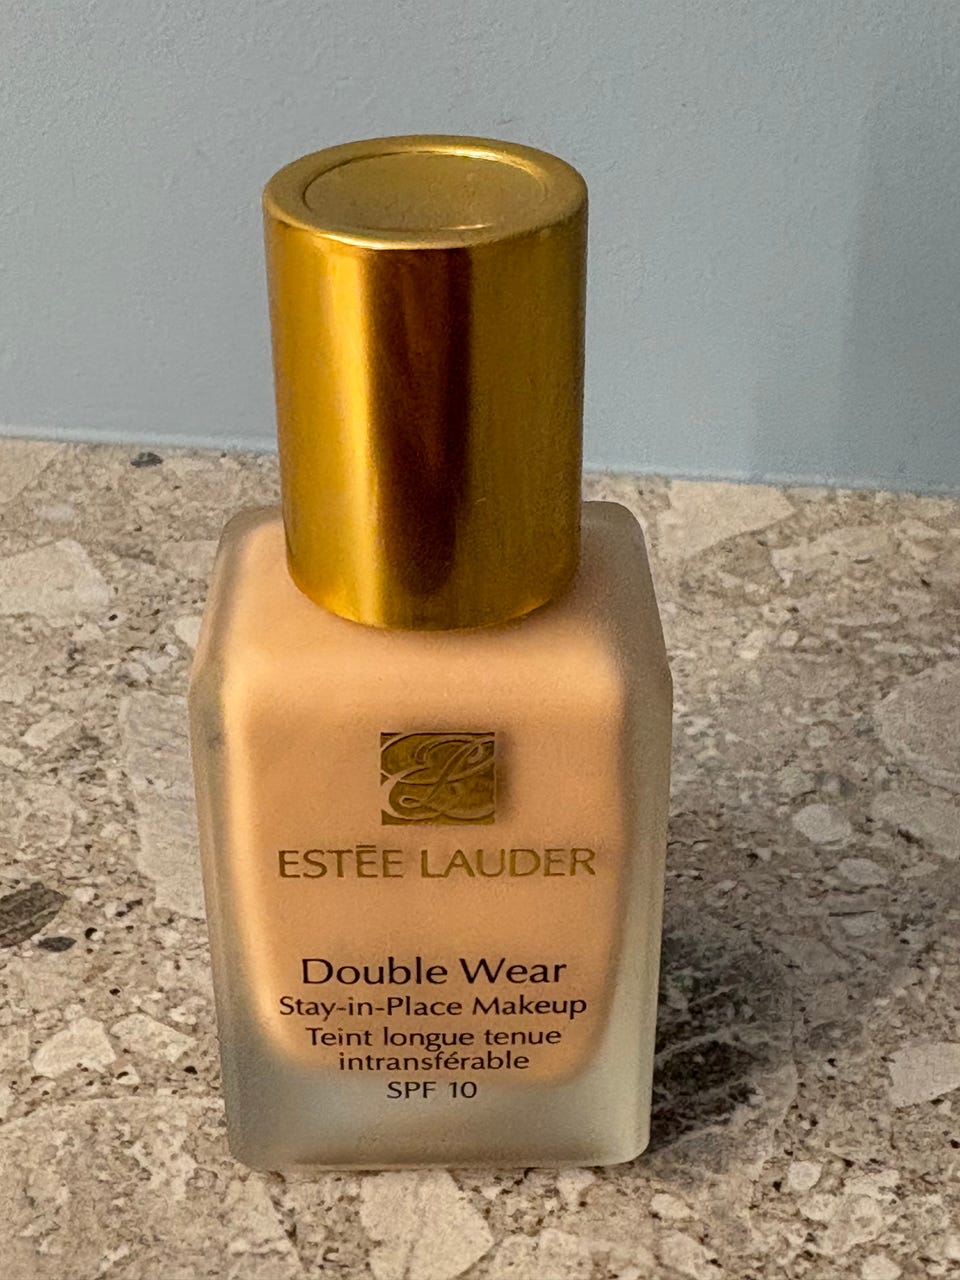 ESTĒE LAUDER
Double Wear
Stay-in-Place Makeup
Teint longue tenue
intransférable
SPF 10